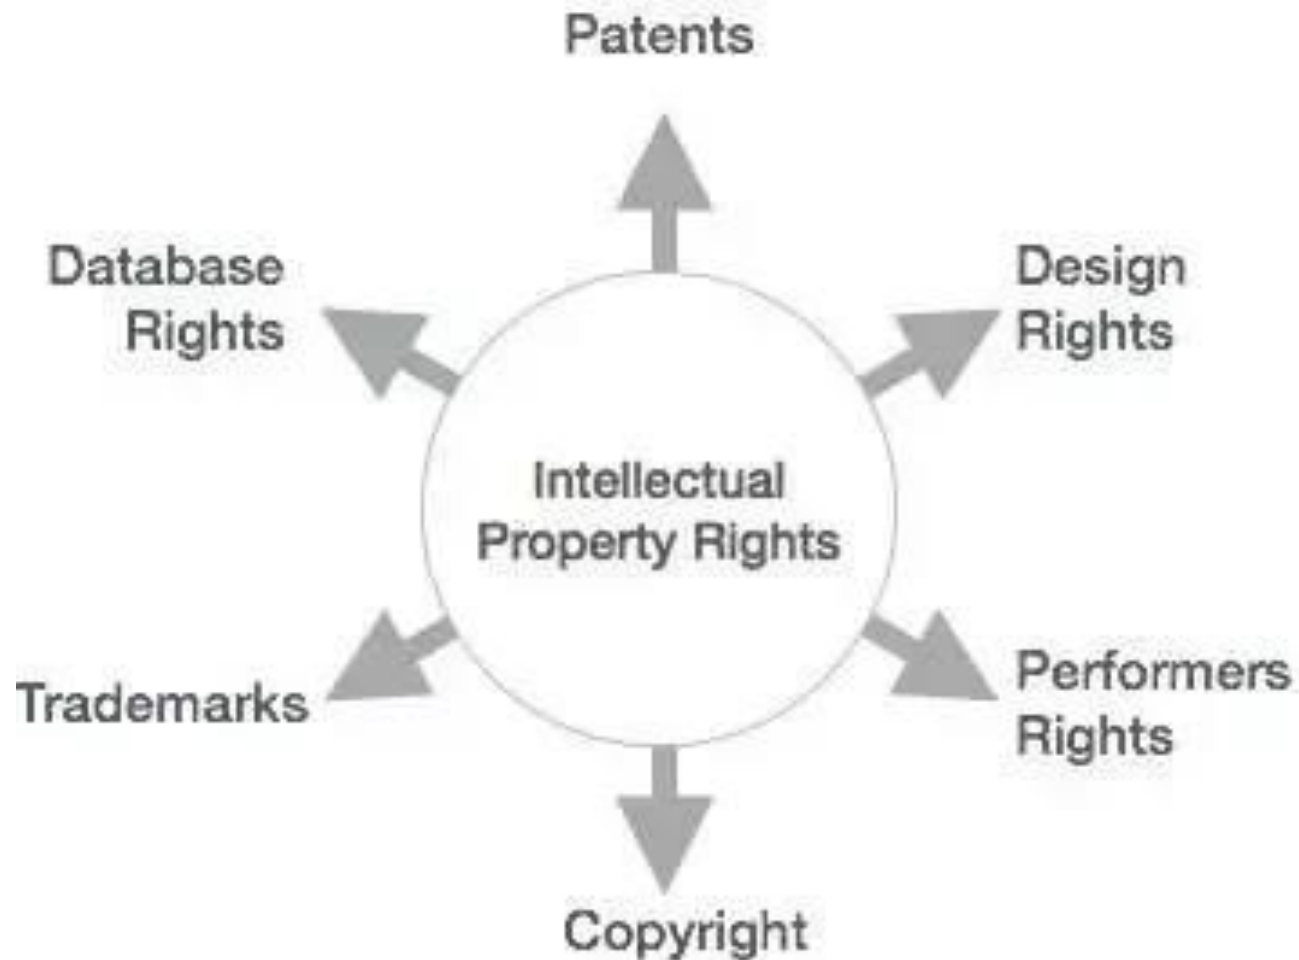 Patents
Database
Rights
Design
Rights
Intellectual
Property Rights
Trademarks
Performers
Rights
Copyright